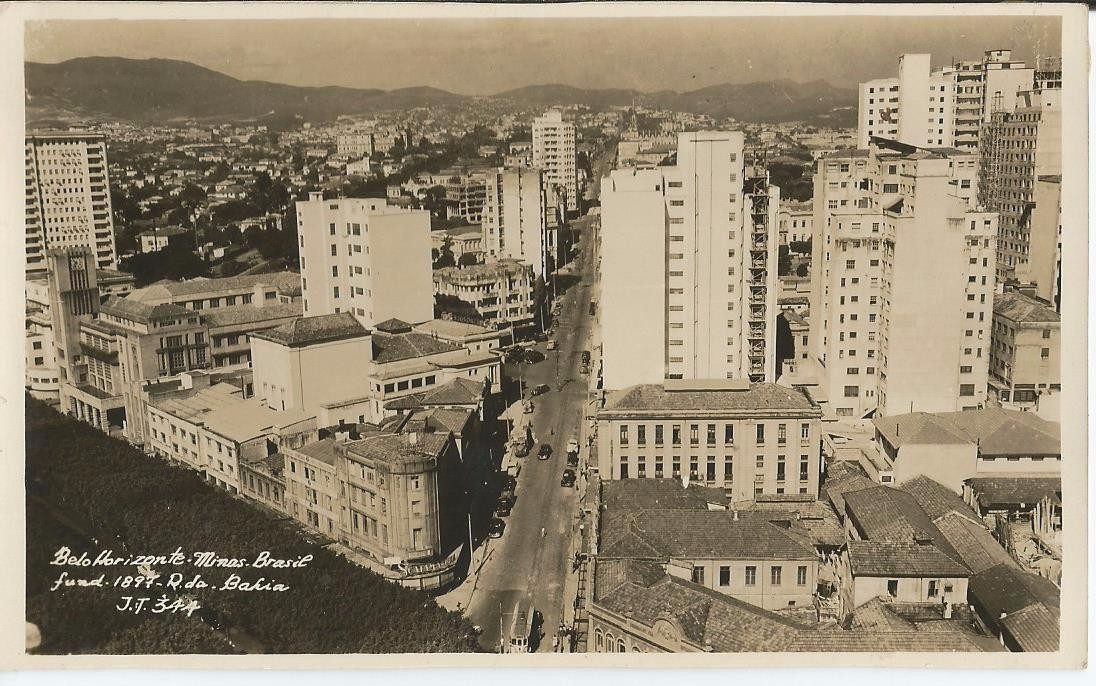 Belo Horizonte - Minas - Brasil
fund. 1897 - R. da. Bahia
J.T. 344